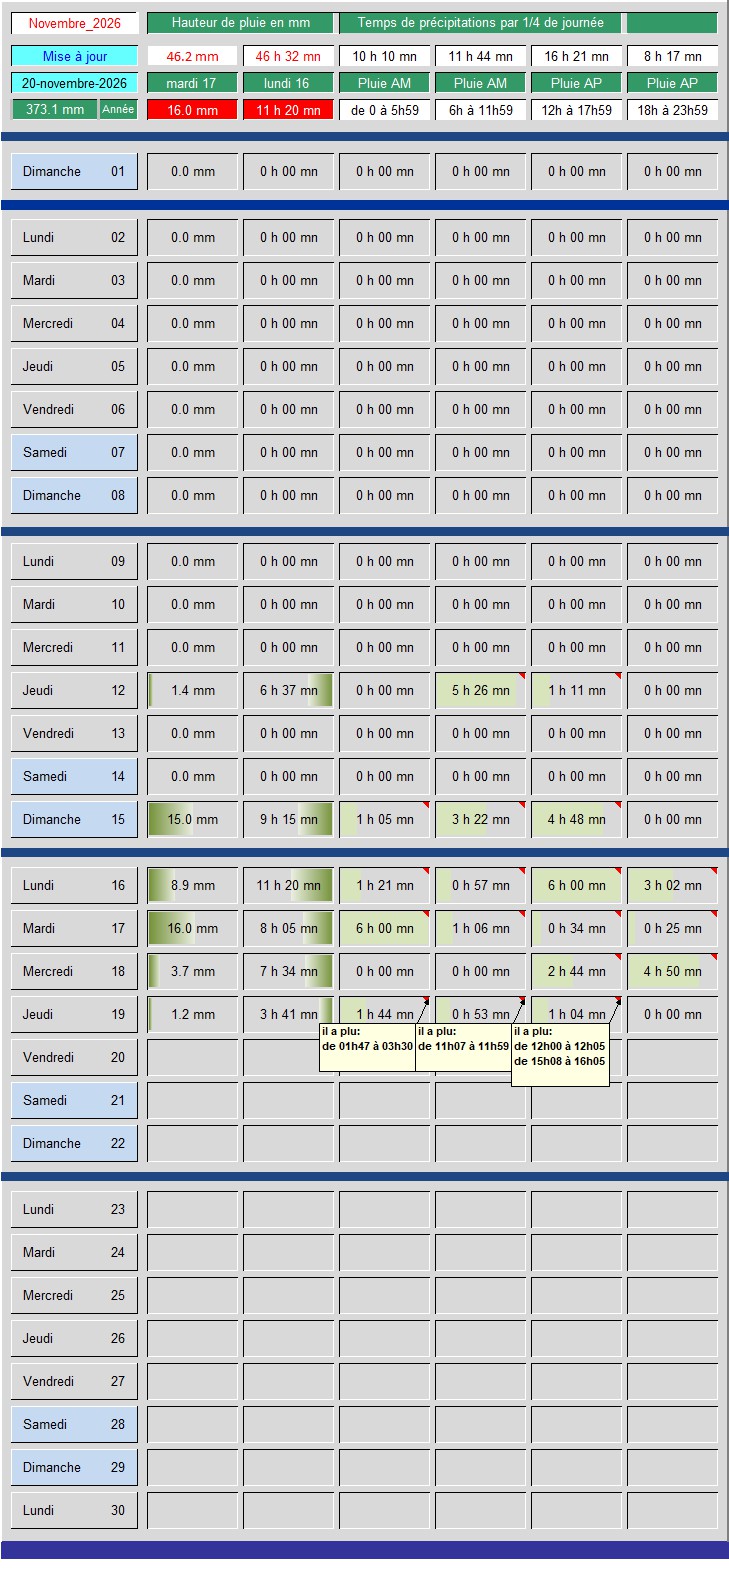 Novembre_2026 Hauteur de pluie en mm Temps de précipitations par 1/4 de journée
Mise à jour 46.2 mm 46 h 32 mn 10 h 10 mn 11 h 44 mn 16 h 21 mn 8 h 17 mn
20-novembre-2026 mardi 17 lundi 16 Pluie AM Pluie AM Pluie AP Pluie AP
373.1 mm Année 16.0 mm 11 h 20 mn de 0 à 5h59 6h à 11h59 12h à 17h59 18h à 23h59
Dimanche 01 0.0 mm 0 h 00 mn 0 h 00 mn 0 h 00 mn 0 h 00 mn 0 h 00 mn
Lundi 02 0.0 mm 0 h 00 mn 0 h 00 mn 0 h 00 mn 0 h 00 mn 0 h 00 mn
Mardi 03 0.0 mm 0 h 00 mn 0 h 00 mn 0 h 00 mn 0 h 00 mn 0 h 00 mn
Mercredi 04 0.0 mm 0 h 00 mn 0 h 00 mn 0 h 00 mn 0 h 00 mn 0 h 00 mn
Jeudi 05 0.0 mm 0 h 00 mn 0 h 00 mn 0 h 00 mn 0 h 00 mn 0 h 00 mn
Vendredi 06 0.0 mm 0 h 00 mn 0 h 00 mn 0 h 00 mn 0 h 00 mn 0 h 00 mn
Samedi 07 0.0 mm 0 h 00 mn 0 h 00 mn 0 h 00 mn 0 h 00 mn 0 h 00 mn
Dimanche 08 0.0 mm 0 h 00 mn 0 h 00 mn 0 h 00 mn 0 h 00 mn 0 h 00 mn
Lundi 09 0.0 mm 0 h 00 mn 0 h 00 mn 0 h 00 mn 0 h 00 mn 0 h 00 mn
Mardi 10 0.0 mm 0 h 00 mn 0 h 00 mn 0 h 00 mn 0 h 00 mn 0 h 00 mn
Mercredi 11 0.0 mm 0 h 00 mn 0 h 00 mn 0 h 00 mn 0 h 00 mn 0 h 00 mn
Jeudi 12 1.4 mm 6 h 37 mn 0 h 00 mn 5 h 26 mn 1 h 11 mn 0 h 00 mn
Vendredi 13 0.0 mm 0 h 00 mn 0 h 00 mn 0 h 00 mn 0 h 00 mn 0 h 00 mn
Samedi 14 0.0 mm 0 h 00 mn 0 h 00 mn 0 h 00 mn 0 h 00 mn 0 h 00 mn
Dimanche 15 15.0 mm 9 h 15 mn 1 h 05 mn 3 h 22 mn 4 h 48 mn 0 h 00 mn
Lundi 16 8.9 mm 11 h 20 mn 1 h 21 mn 0 h 57 mn 6 h 00 mn 3 h 02 mn
Mardi 17 16.0 mm 8 h 05 mn 6 h 00 mn 1 h 06 mn 0 h 34 mn 0 h 25 mn
Mercredi 18 3.7 mm 7 h 34 mn 0 h 00 mn 0 h 00 mn 2 h 44 mn 4 h 50 mn
Jeudi 19 1.2 mm 3 h 41 mn 1 h 44 mn 0 h 53 mn 1 h 04 mn 0 h 00 mn
il a plu: il a plu: il a plu:
de 01h47 à 03h30 de 11h07 à 11h59 de 12h00 à 12h05
de 15h08 à 16h05
Vendredi 20
Samedi 21
Dimanche 22
Lundi 23
Mardi 24
Mercredi 25
Jeudi 26
Vendredi 27
Samedi 28
Dimanche 29
Lundi 30